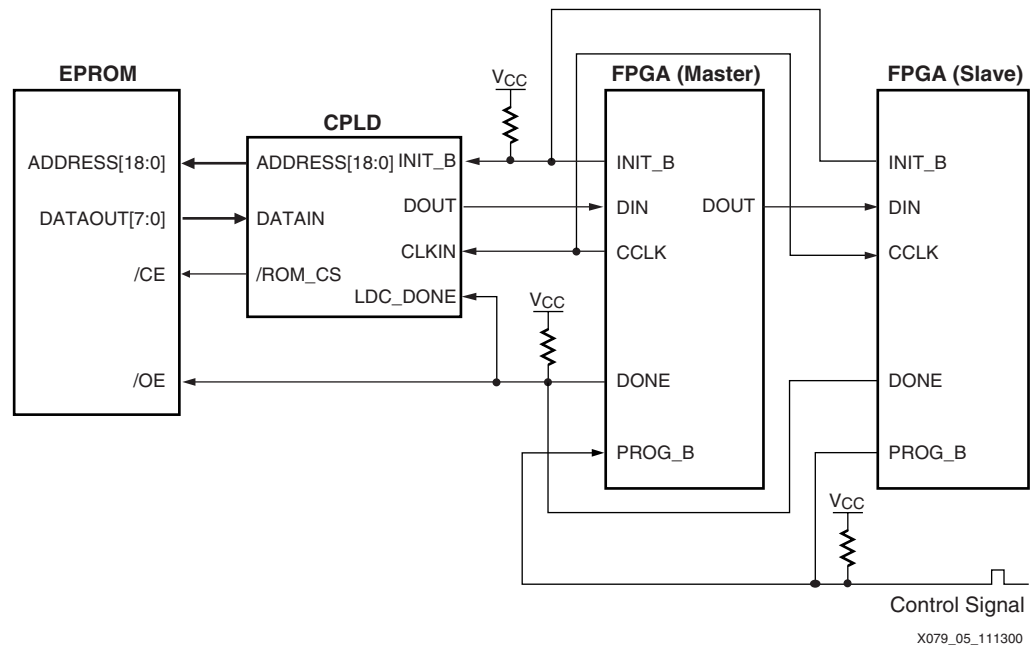 EPROM
ADDRESS[18:0]
DATAOUT[7:0]
/CE
/OE
CPLD
ADDRESS[18:0] INIT_B
DOUT
DATAIN
CLKIN
/ROM_CS
LDC_DONE
VCC
VCC
FPGA (Master)
INIT_B
DIN DOUT
CCLK
DONE
PROG_B
FPGA (Slave)
INIT_B
DIN
CCLK
DONE
PROG_B
VCC
Control Signal
X079_05_111300